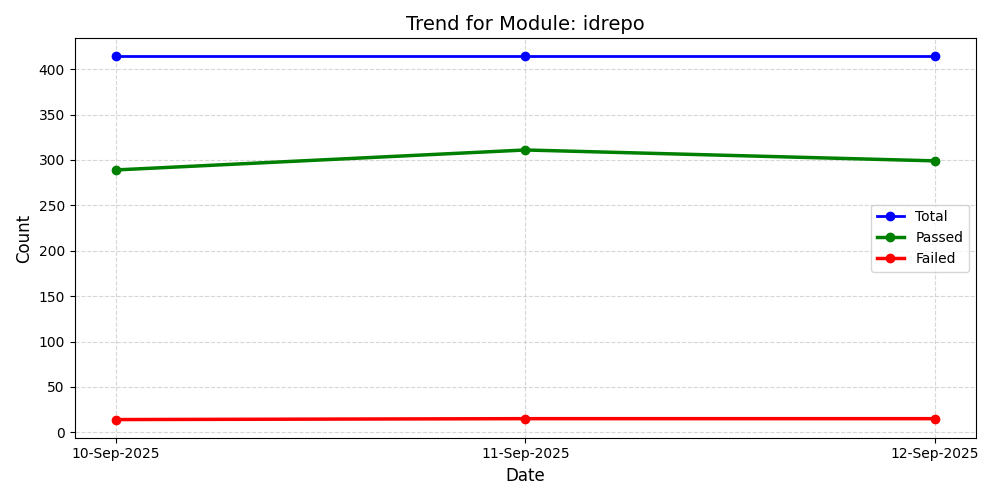 Trend for Module: idrepo
400
350
300
250
200
150
100
50
0
Count
Total
Passed
Failed
10-Sep-2025 11-Sep-2025 12-Sep-2025
Date